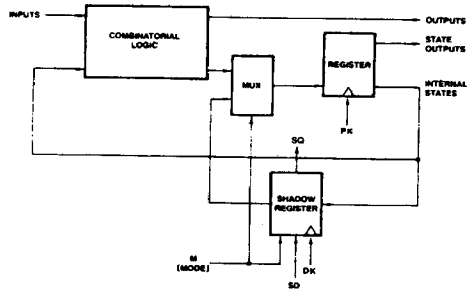 INPUTS
COMBINATORIAL
LOGIC
OUTPUTS
STATE
OUTPUTS
REGISTER
MUX
INTERNAL
STATES
PK
SQ
SHADOW
REGISTER
M
[MODE]
DK
SD